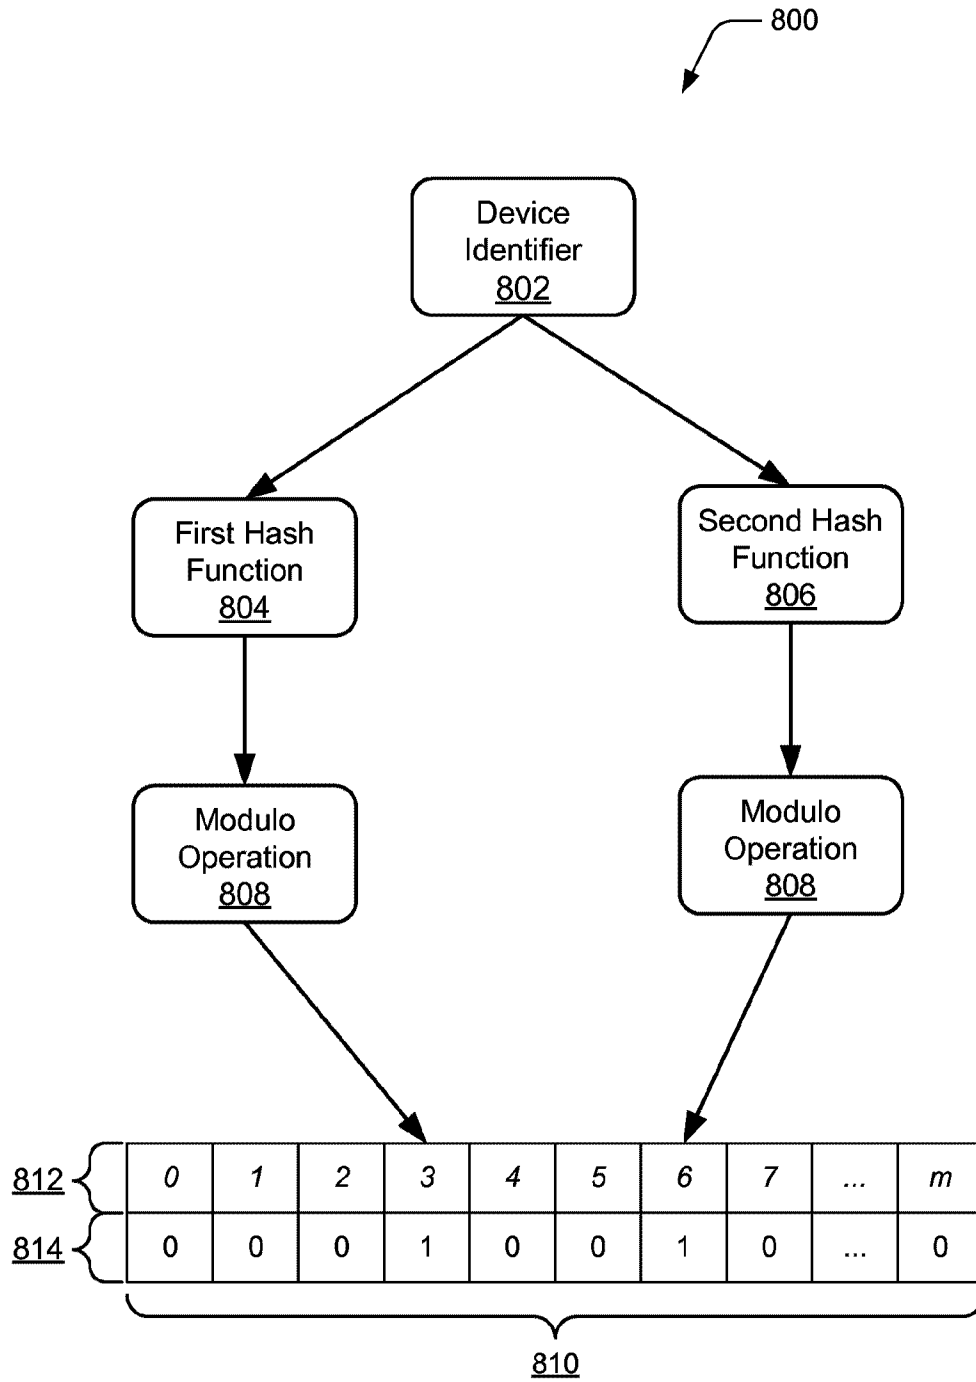 800
Device
Identifier
802
First Hash
Function
804
Second Hash
Function
806
Modulo
Operation
808
Modulo
Operation
808
812 0 1 2 3 4 5 6 7 ... m
814 0 0 0 1 0 0 1 0 ... 0
810